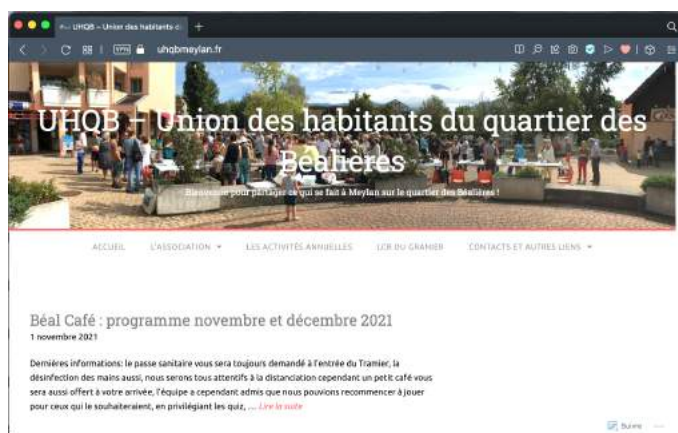 UHQB – Union des habitants d
uhqbmeylan.fr
VPN
UHQB – Union des habitants du quartier des
Béalières
Bienvenue pour partager ce qui se fait à Meylan sur le quartier des Béalières !
ACCUEIL L'ASSOCIATION LES ACTIVITÉS ANNUELLES LCR DU GRANIER CONTACTS ET AUTRES LIENS
Béal Café : programme novembre et décembre 2021
1 novembre 2021
Dernières informations: le passe sanitaire vous sera toujours demandé à l'entrée du Tramier, la
désinfection des mains aussi, nous serons tous attentifs à la distanciation cependant un petit café vous
sera aussi offert à votre arrivée, l'équipe a cependant admis que nous pouvions recommencer à jouer
pour ceux qui le souhaiteraient, en privilégiant les quiz, … Lire la suite
Suivre